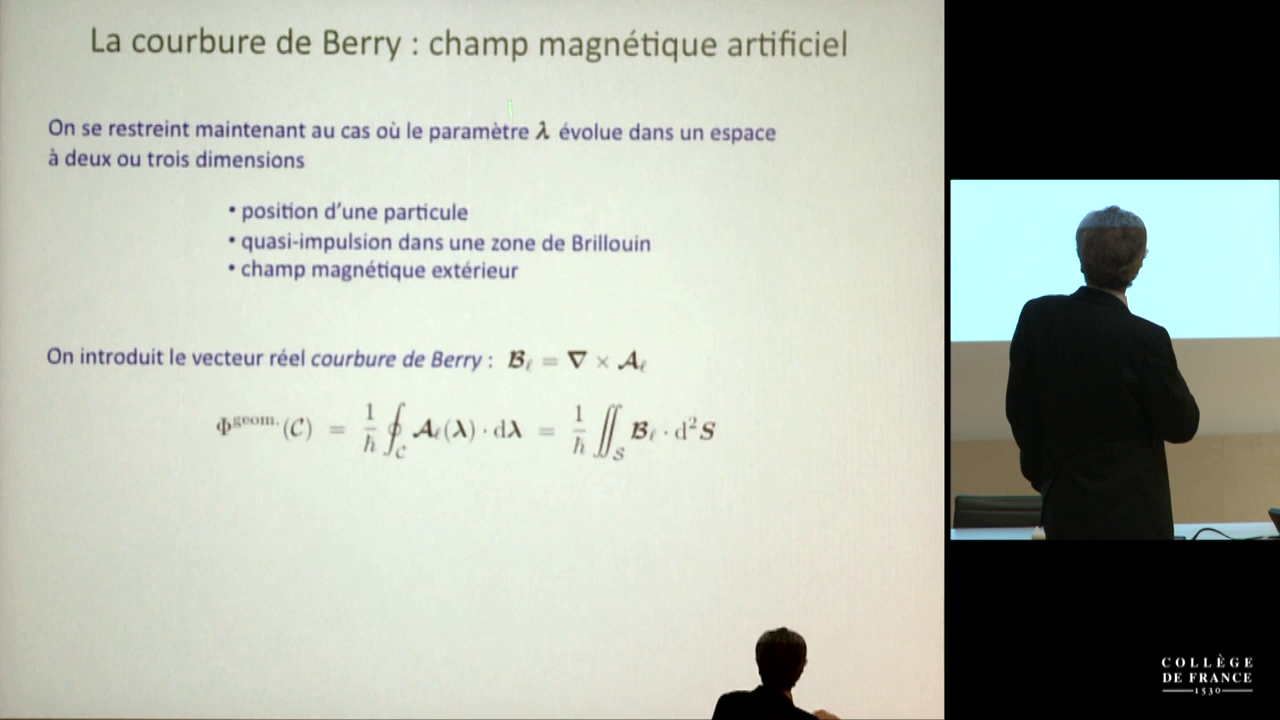 La courbure de Berry : champ magnétique artificiel
On se restreint maintenant au cas où le paramètre λ évolue dans un espace
à deux ou trois dimensions
• position d’une particule
• quasi-impulsion dans une zone de Brillouin
• champ magnétique extérieur
On introduit le vecteur réel courbure de Berry : 𝓑ℓ = ∇ × 𝓐ℓ
Φ^geom.(𝒞) = 1/ħ ∮_𝒞 𝓐ℓ(λ) · dλ = 1/ħ ∬_𝒮 𝓑ℓ · d²S
COLLÈGE
DE FRANCE
1530